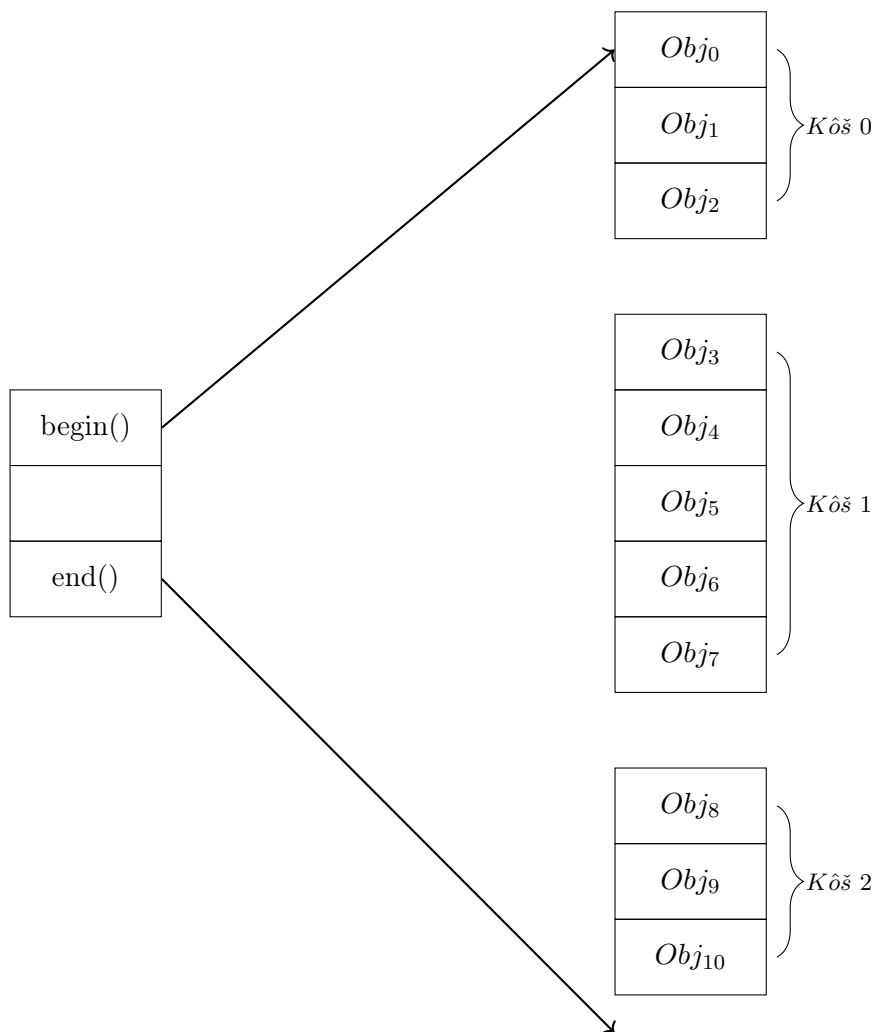 Obj₀
Obj₁
Kôš 0
Obj₂
Obj₃
begin()
Obj₄
Obj₅
Kôš 1
end()
Obj₆
Obj₇
Obj₈
Obj₉
Kôš 2
Obj₁₀